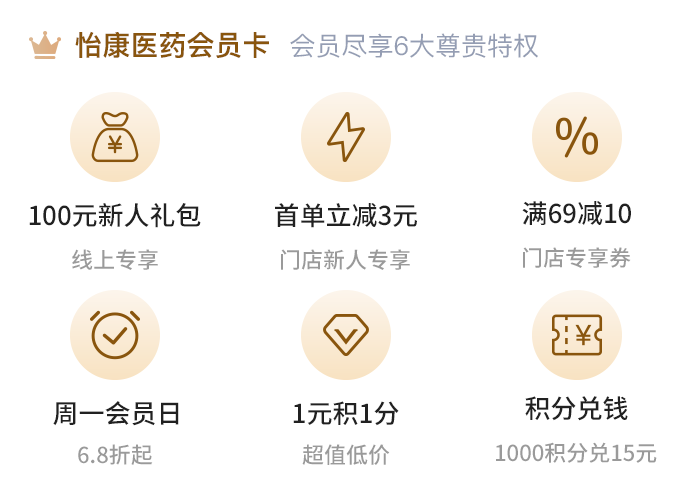 怡康医药会员卡 会员尽享6大尊贵特权
¥
%
100元新人礼包
首单立减3元
满69减10
线上专享
门店新人专享
门店专享券
¥
周一会员日
1元积1分
积分兑钱
6.8折起
超值低价
1000积分兑15元